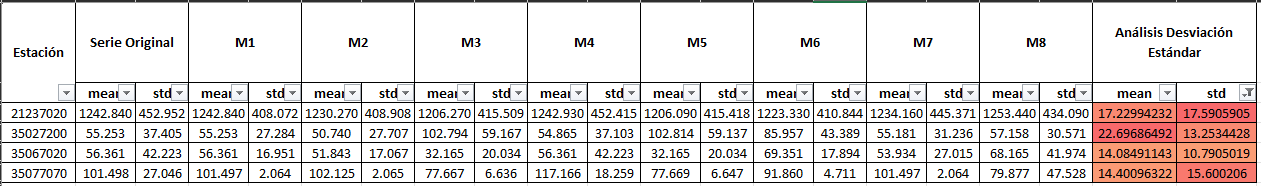 Estación Serie Original M1 M2 M3 M4 M5 M6 M7 M8 Análisis Desviación Estándar
mean std mean std mean std mean std mean std mean std mean std mean std mean std mean std
21237020 1242.840 452.952 1242.840 408.072 1230.270 408.908 1206.270 415.509 1242.930 452.415 1206.090 415.418 1223.330 410.844 1234.160 445.371 1253.440 434.090 17.22994232 17.5905905
35027200 55.253 37.405 55.253 27.284 50.740 27.707 102.794 59.167 54.865 37.103 102.814 59.137 85.957 43.389 55.181 31.236 57.158 30.571 22.69686492 13.2534428
35067020 56.361 42.223 56.361 16.951 51.843 17.067 32.165 20.034 56.361 42.223 32.165 20.034 69.351 17.894 53.934 27.015 68.165 41.974 14.08491143 10.7905019
35077070 101.498 27.046 101.497 2.064 102.125 2.065 77.667 6.636 117.166 18.259 77.669 6.647 91.860 4.711 101.497 2.064 79.877 47.528 14.40096322 15.600206